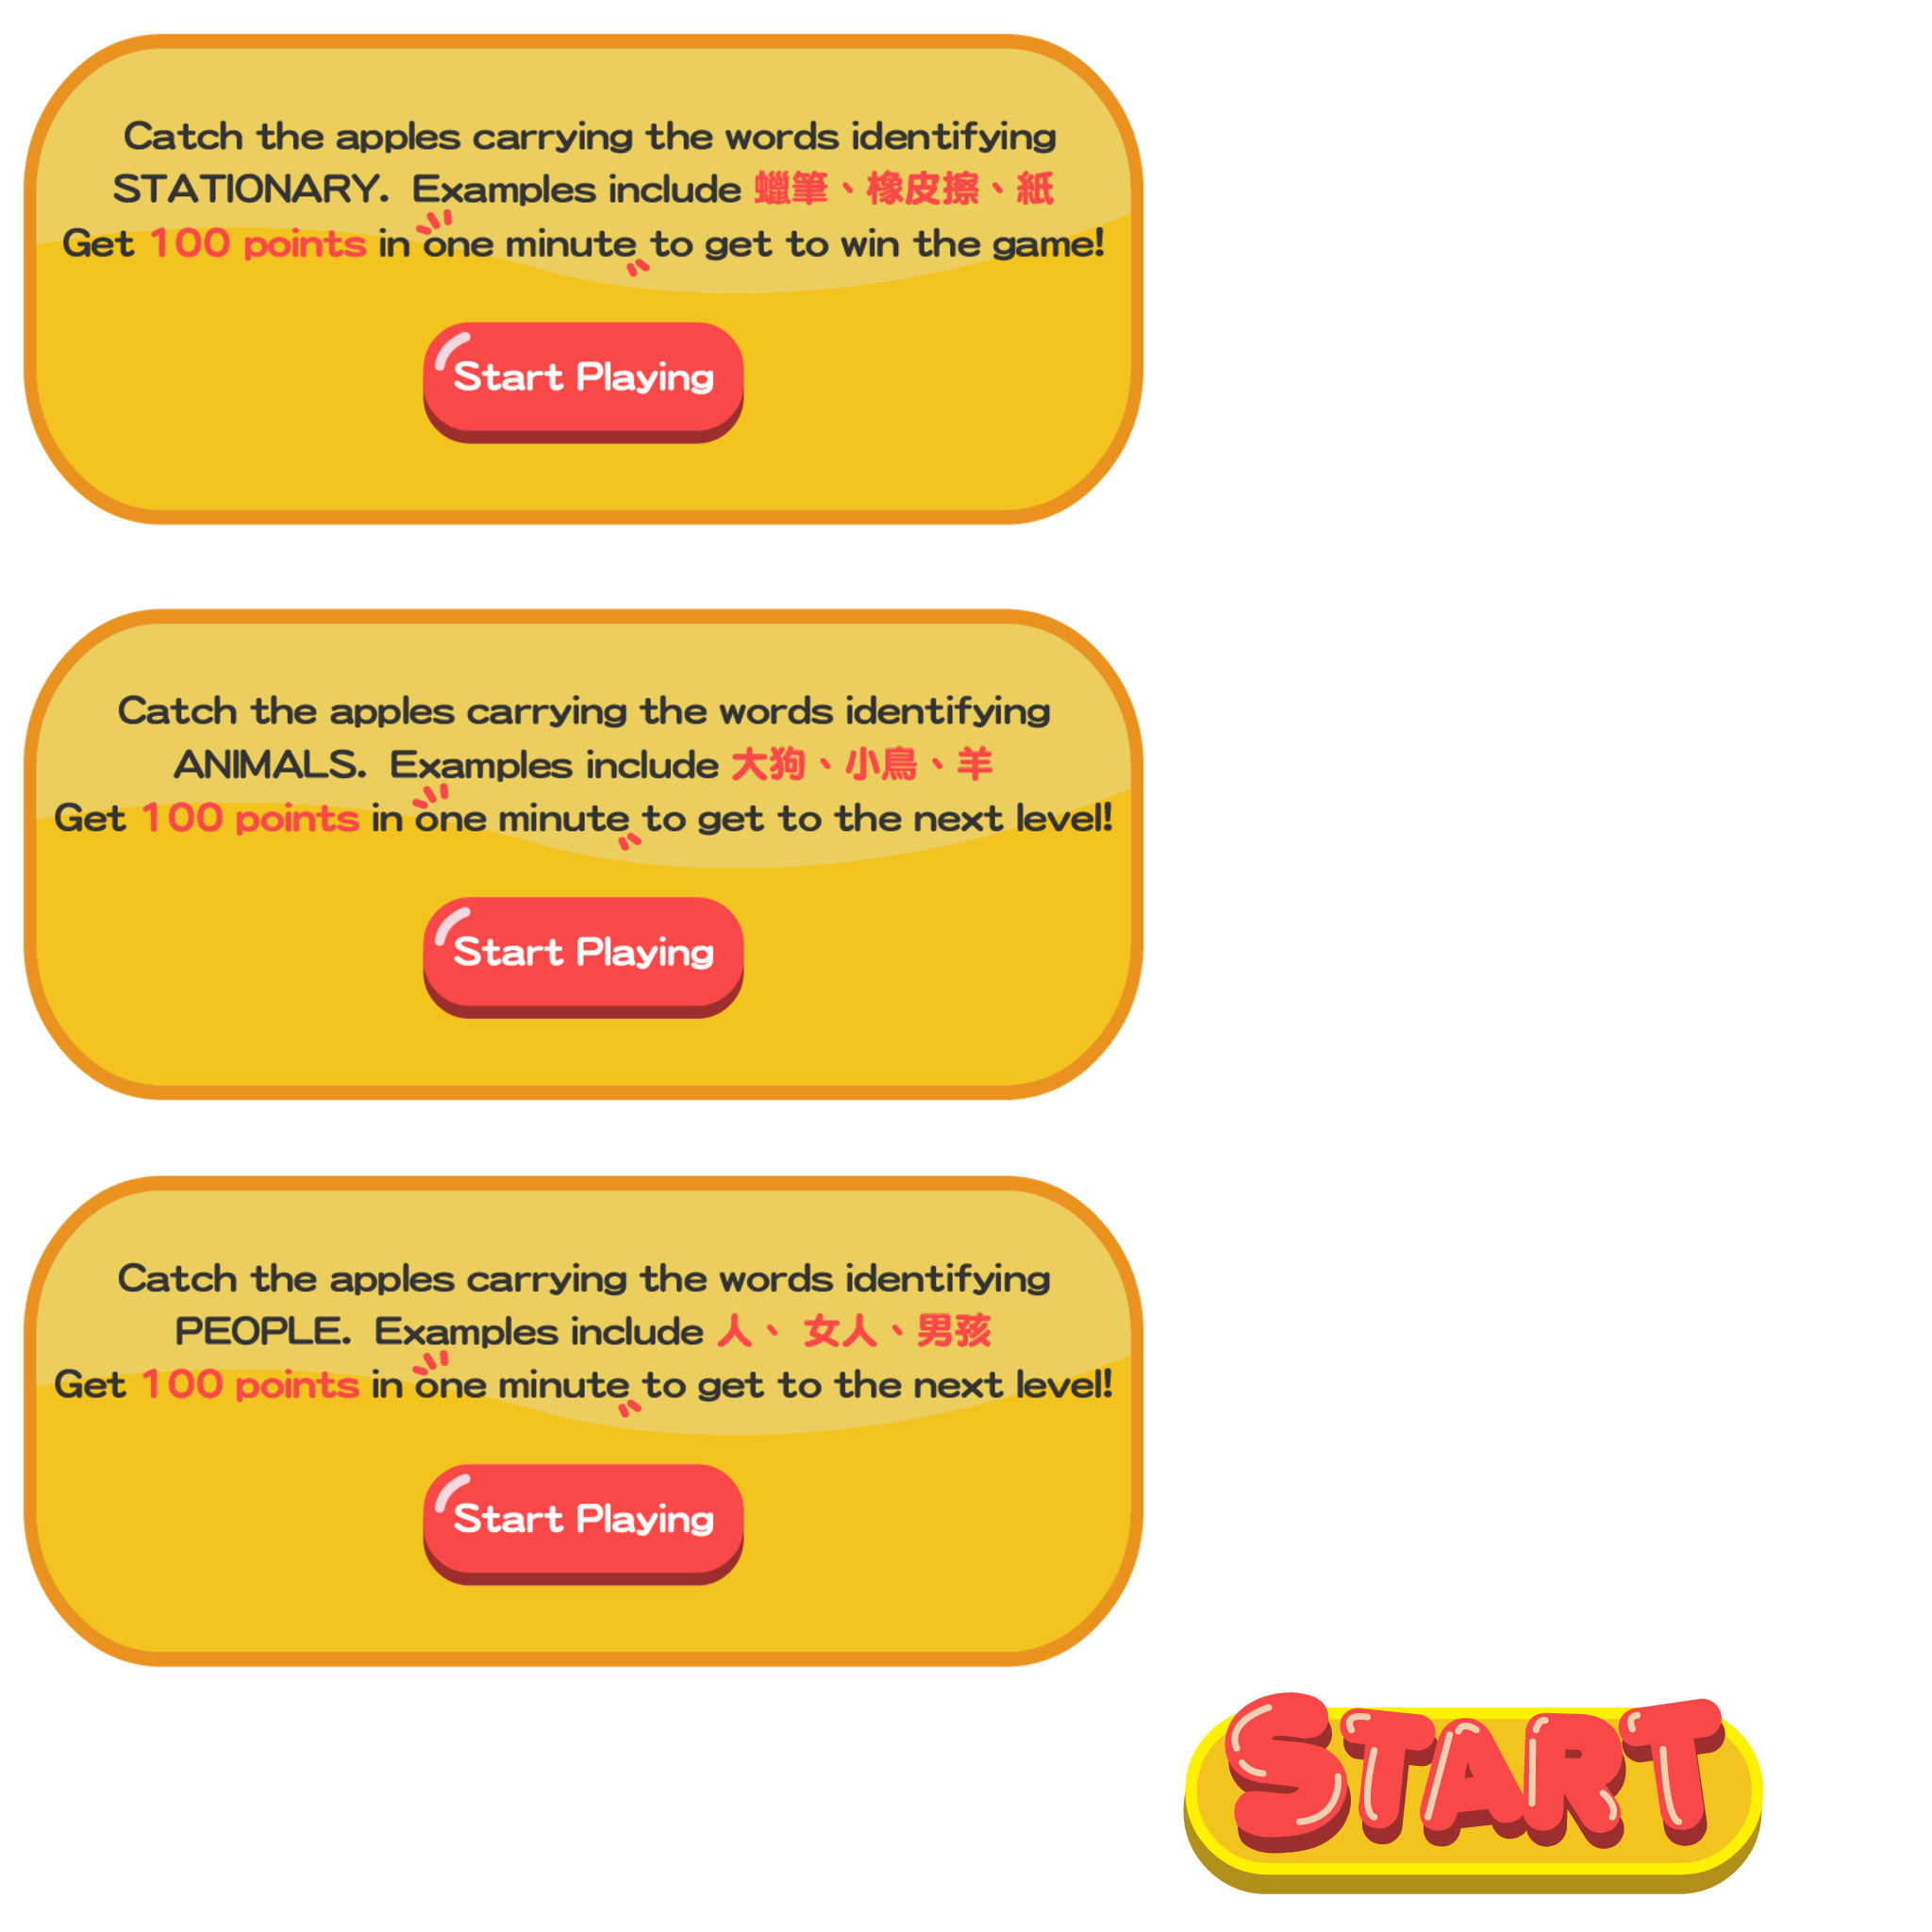 Catch the apples carrying the words identifying
STATIONARY. Examples include 蠟筆、橡皮擦、紙
Get 100 points in one minute to get to win the game!
Start Playing
Catch the apples carrying the words identifying
ANIMALS. Examples include 大狗、小鳥、羊
Get 100 points in one minute to get to the next level!
Start Playing
Catch the apples carrying the words identifying
PEOPLE. Examples include 人、 女人、男孩
Get 100 points in one minute to get to the next level!
Start Playing
START